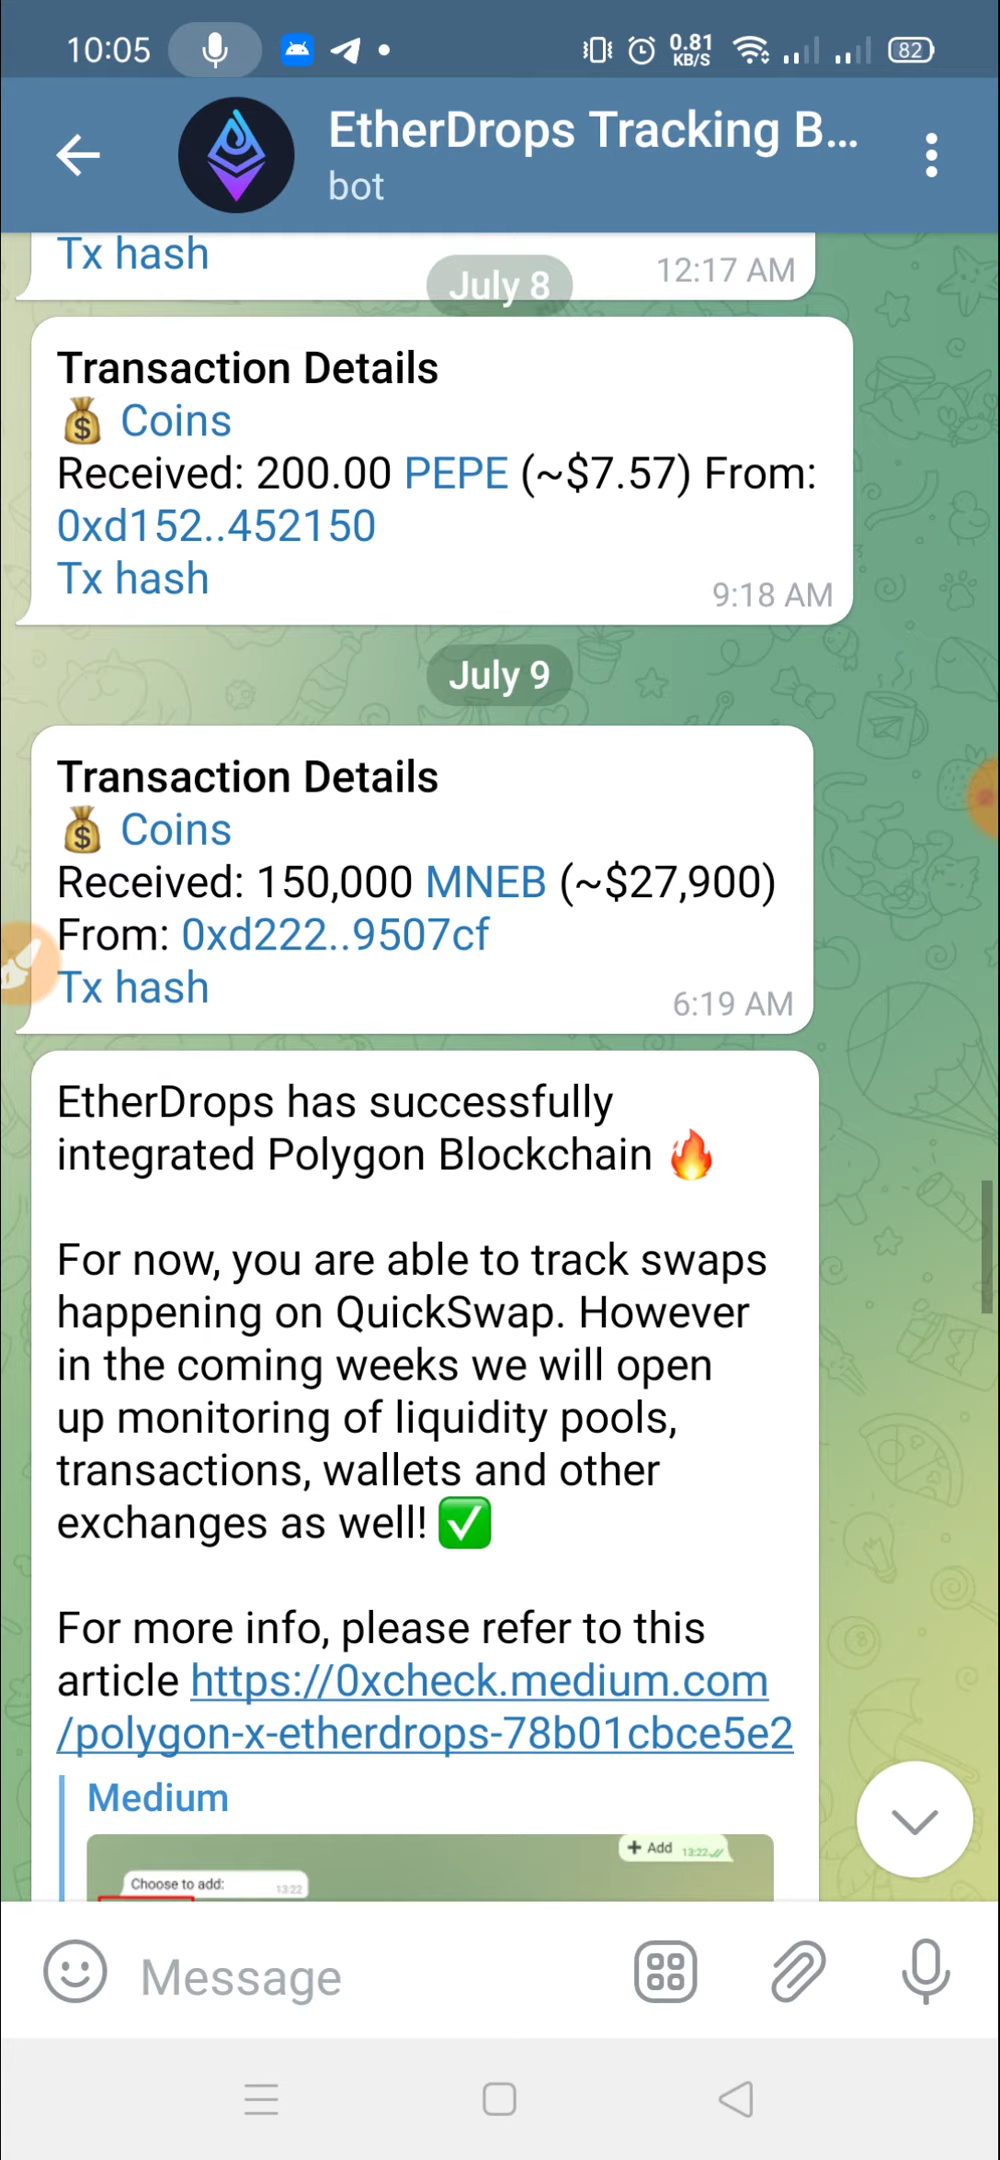 10:05
0.81
KB/S
82
EtherDrops Tracking B...
bot
Tx hash
12:17 AM
July 8
Transaction Details
💰 Coins
Received: 200.00 PEPE (~$7.57) From:
0xd152..452150
Tx hash
9:18 AM
July 9
Transaction Details
💰 Coins
Received: 150,000 MNEB (~$27,900)
From: 0xd222..9507cf
Tx hash
6:19 AM
EtherDrops has successfully
integrated Polygon Blockchain 🔥
For now, you are able to track swaps
happening on QuickSwap. However
in the coming weeks we will open
up monitoring of liquidity pools,
transactions, wallets and other
exchanges as well! ✅
For more info, please refer to this
article https://0xcheck.medium.com
/polygon-x-etherdrops-78b01cbce5e2
Medium
+ Add 13:22
Choose to add: 13:22
Message